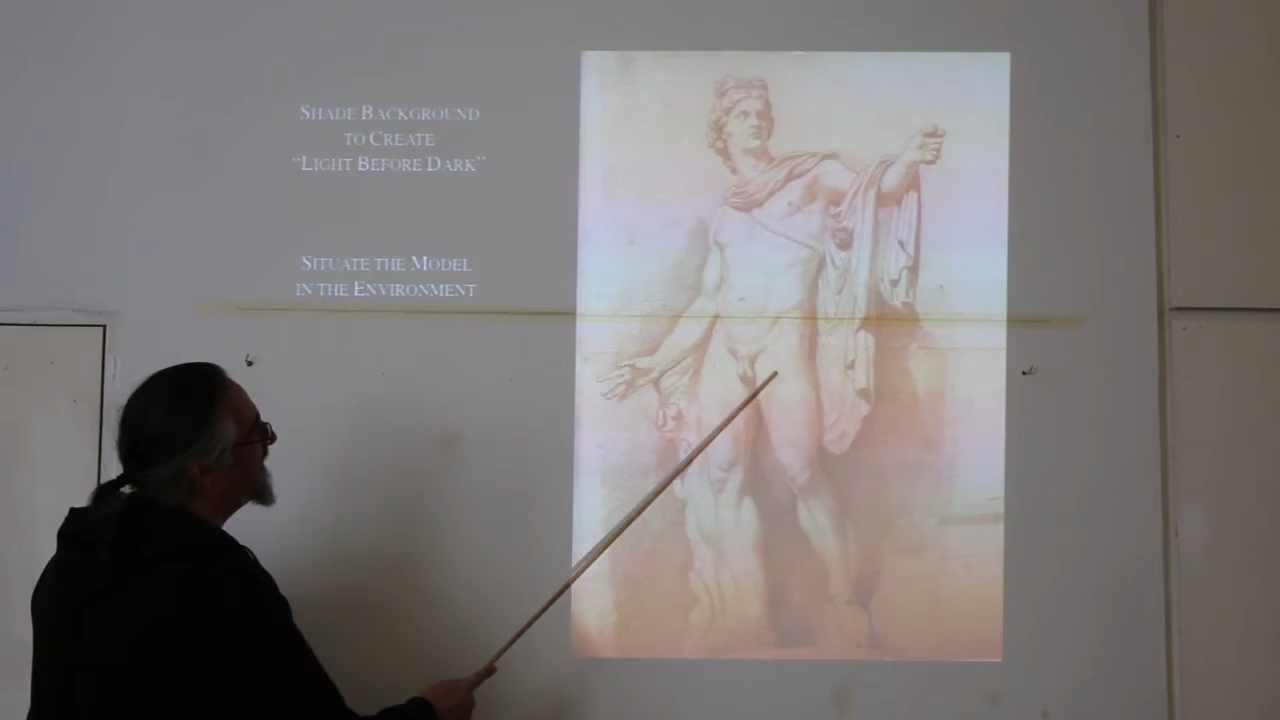 SHADE BACKGROUND
TO CREATE
“LIGHT BEFORE DARK”
SITUATE THE MODEL
IN THE ENVIRONMENT